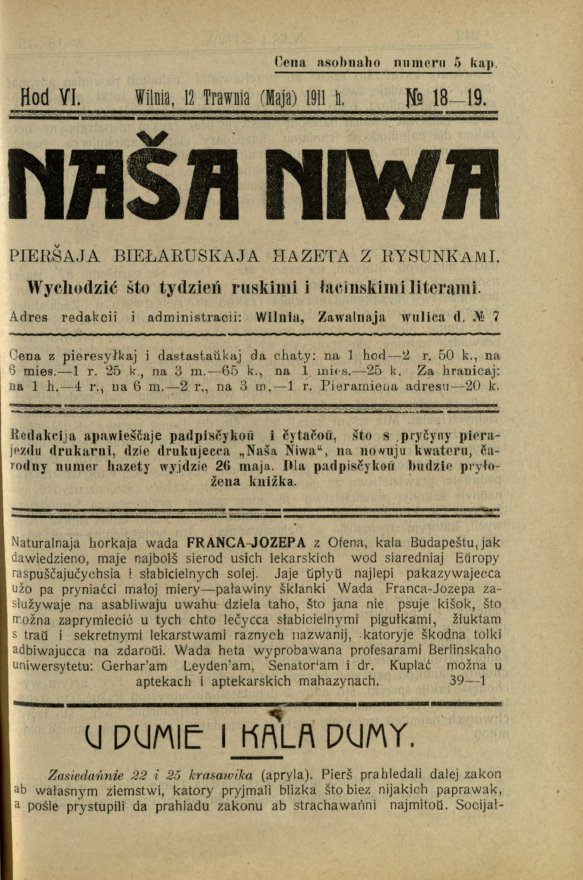 Cena asobnaho numeru 5 kap.
Hod VI. Wilnia, 12 Trawnia (Maja) 1911 h. № 18—19.
NAŠA NIWA
PIERŠAJA BIEŁARUSKAJA HAZETA Z RYSUNKAMI.
Wychodzić što tydzień ruskimi i łacinskimi literami.
Adres redakcii i administracii: Wilnia, Zawalnaja wulica d. № 7
Cena z pieresyłkaj i dastastaŭkaj da chaty: na 1 hod—2 r. 50 k., na
6 mies.—1 r. 25 k., na 3 m.—65 k., na 1 mies.—25 k. Za hranicaj:
na 1 h.—4 r., na 6 m.—2 r., na 3 m.—1 r. Pieramiena adresu—20 k.
Redakcija apawieščaje padpisčykoŭ i čytačoŭ, što s pryčyny piera-
jezdu drukarni, dzie drukujecca „Naša Niwa", na nowuju kwateru, ča-
rodny numer hazety wyjdzie 26 maja. Dla padpisčykoŭ budzie pryło-
žena knižka.
Naturalnaja horkaja wada FRANCA-JOZEPA z Ofena, kala Budapeštu, jak
dawiedzieno, maje najbolš sierod usich lekarskich wod siaredniaj Eŭropy
raspuščajučychsia i słabicielnych solej. Jaje ŭpłyŭ najlepi pakazywajecca
užo pa pryniaćci małoj miery—paławiny šklanki Wada Franca-Jozepa za-
służywaje na asabliwaju uwahu dziela taho, što jana nie psuje kišok, što
można zaprymiecić u tych chto lečycca słabicielnymi pigułkami, žluktam
s traŭ i sekretnymi lekarstwami raznych nazwanij, katoryje škodna tolki
adbiwajucca na zdaroŭi. Wada heta wyprobawana profesarami Berlinskaho
uniwersytetu: Gerhar'am Leyden'am, Senator'am i dr. Kuplać možna u
aptekach i aptekarskich mahazynach. 39—1
U DUMIE I KALA DUMY.
Zasiedańnie 22 i 25 krasawika (apryla). Pierš prahledali dalej zakon
ab wałasnym ziemstwi, katory pryjmali blizka što biez nijakich paprawak,
a pośle prystupili da prahladu zakonu ab strachawańni najmitoŭ. Socijał-